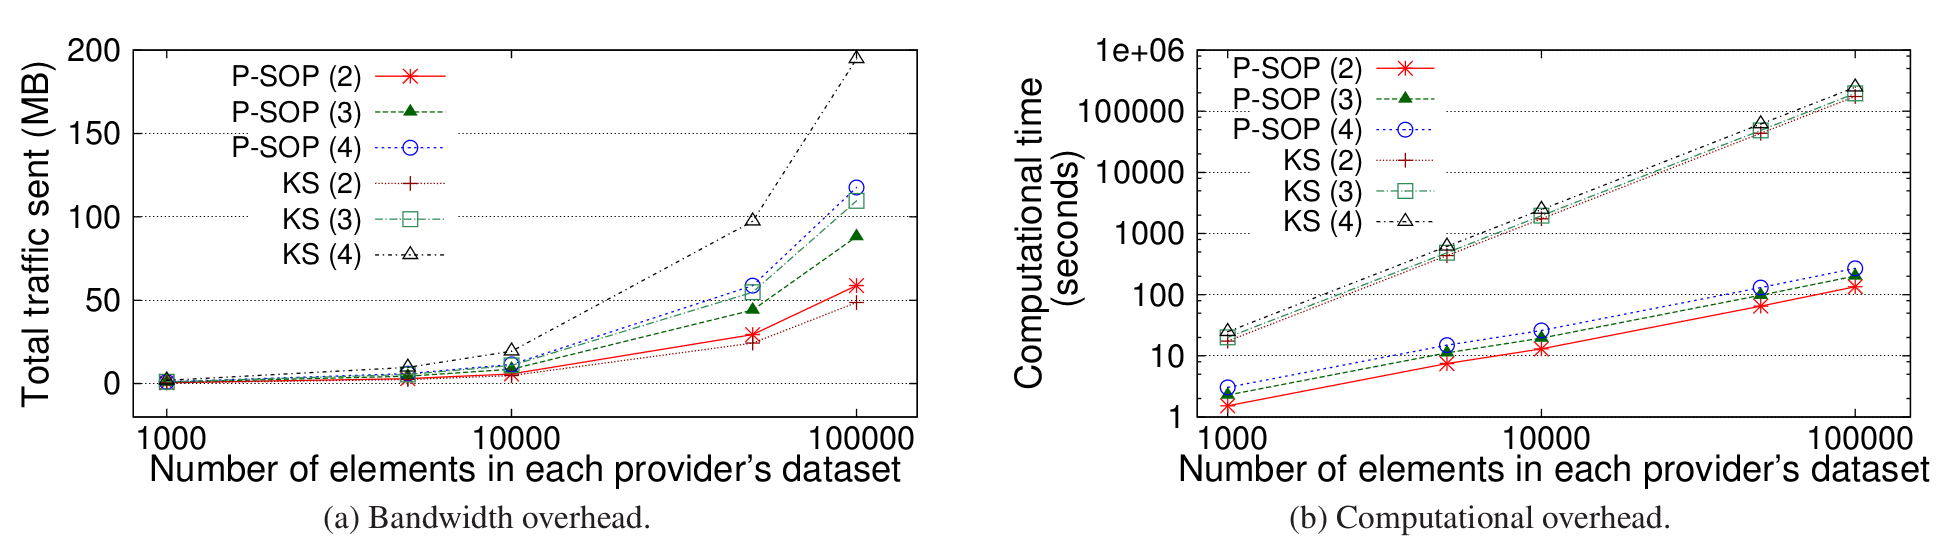 Total traffic sent (MB)
200
150
100
50
0
P-SOP (2)
P-SOP (3)
P-SOP (4)
KS (2)
KS (3)
KS (4)
1000 10000 100000
Number of elements in each provider's dataset
(a) Bandwidth overhead.
Computational time
(seconds)
1e+06
100000
10000
1000
100
10
1
P-SOP (2)
P-SOP (3)
P-SOP (4)
KS (2)
KS (3)
KS (4)
1000 10000 100000
Number of elements in each provider's dataset
(b) Computational overhead.